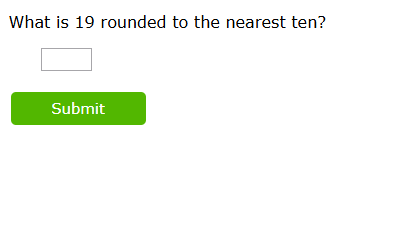 What is 19 rounded to the nearest ten?
Submit